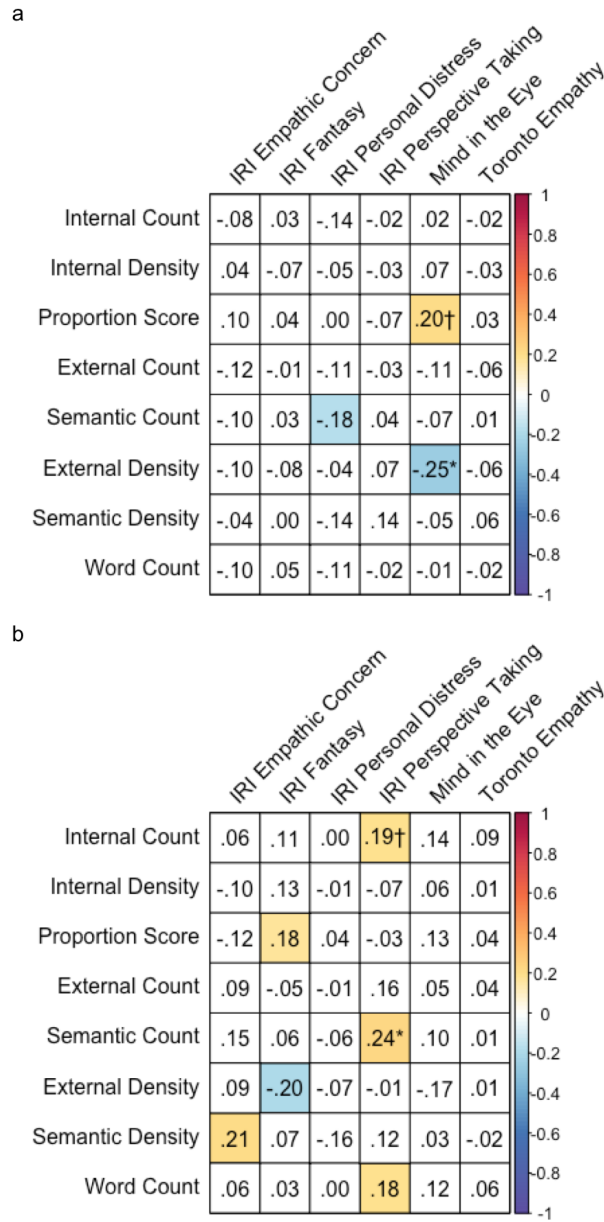 a
IRI Empathic Concern
IRI Fantasy
IRI Personal Distress
IRI Perspective Taking
Mind in the Eye
Toronto Empathy
Internal Count -.08 .03 -.14 -.02 .02 -.02
Internal Density .04 -.07 -.05 -.03 .07 -.03
Proportion Score .10 .04 .00 -.07 .20† .03
External Count -.12 -.01 -.11 -.03 -.11 -.06
Semantic Count -.10 .03 -.18 .04 -.07 .01
External Density -.10 -.08 -.04 .07 -.25* -.06
Semantic Density -.04 .00 -.14 .14 -.05 .06
Word Count -.10 .05 -.11 -.02 -.01 -.02
1
0.8
0.6
0.4
0.2
0
-0.2
-0.4
-0.6
-0.8
-1
b
IRI Empathic Concern
IRI Fantasy
IRI Personal Distress
IRI Perspective Taking
Mind in the Eye
Toronto Empathy
Internal Count .06 .11 .00 .19† .14 .09
Internal Density -.10 .13 -.01 -.07 .06 .01
Proportion Score -.12 .18 .04 -.03 .13 .04
External Count .09 -.05 -.01 .16 .05 .04
Semantic Count .15 .06 -.06 .24* .10 .01
External Density .09 -.20 -.07 -.01 -.17 .01
Semantic Density .21 .07 -.16 .12 .03 -.02
Word Count .06 .03 .00 .18 .12 .06
1
0.8
0.6
0.4
0.2
0
-0.2
-0.4
-0.6
-0.8
-1